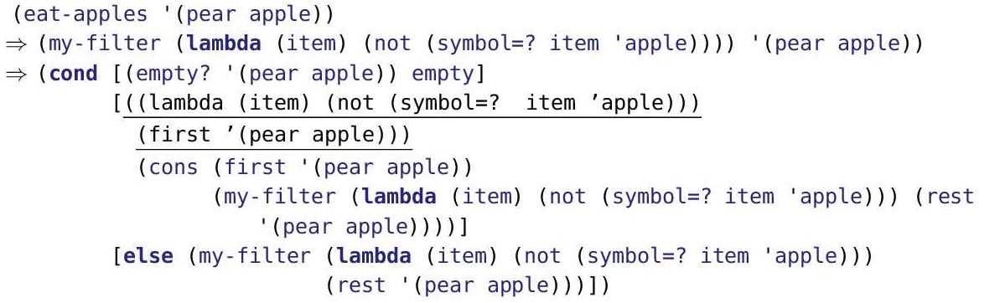 (eat-apples '(pear apple))
⇒ (my-filter (lambda (item) (not (symbol=? item 'apple)))) '(pear apple))
⇒ (cond [(empty? '(pear apple)) empty]
[((lambda (item) (not (symbol=?  item ’apple)))
(first ’(pear apple)))
(cons (first '(pear apple))
(my-filter (lambda (item) (not (symbol=? item 'apple))) (rest
'(pear apple))))]
[else (my-filter (lambda (item) (not (symbol=? item 'apple)))
(rest '(pear apple)))])